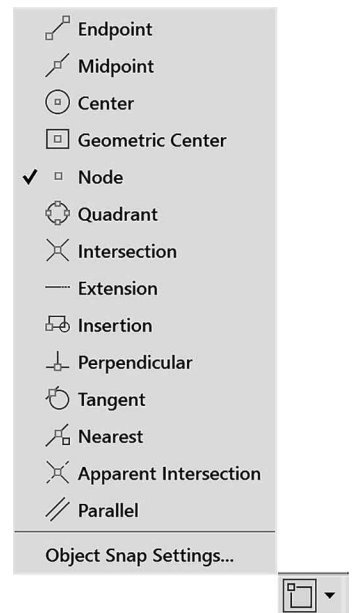 Endpoint
Midpoint
Center
Geometric Center
Node
Quadrant
Intersection
Extension
Insertion
Perpendicular
Tangent
Nearest
Apparent Intersection
Parallel
Object Snap Settings...